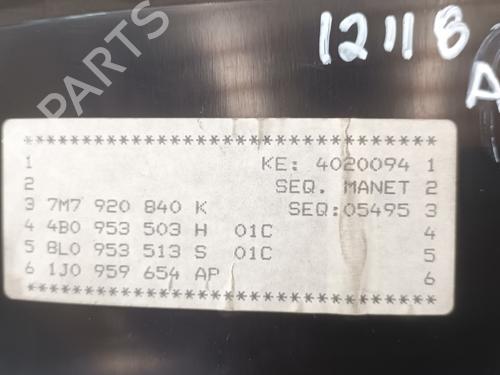 12118
A
B PARTS
********************************
1 KE: 4020094 1
2 SEQ. MANET 2
3 7M7 920 840 K SEQ:05495 3
4 4B0 953 503 H 01C 4
5 8L0 953 513 S 01C 5
6 1J0 959 654 AP 6
********************************